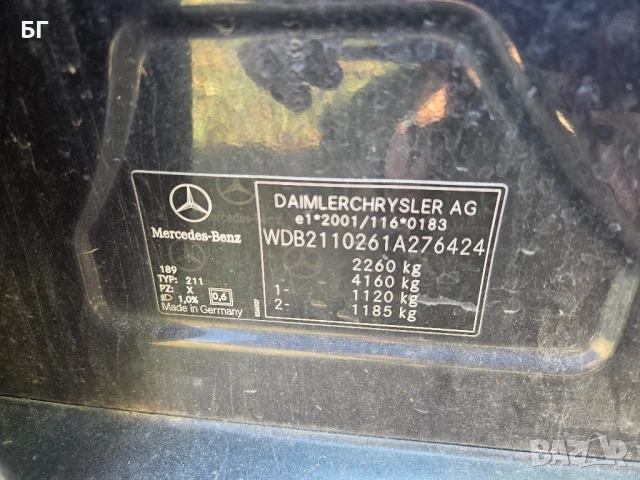 БГ
DAIMLERCHRYSLER AG
e1*2001/116*0183
WDB2110261A276424
2260 kg
4160 kg
1- 1120 kg
2- 1185 kg
Mercedes-Benz
189
TYP: 211
PZ: X
1,0% 0,6
Made in Germany
BAZAR